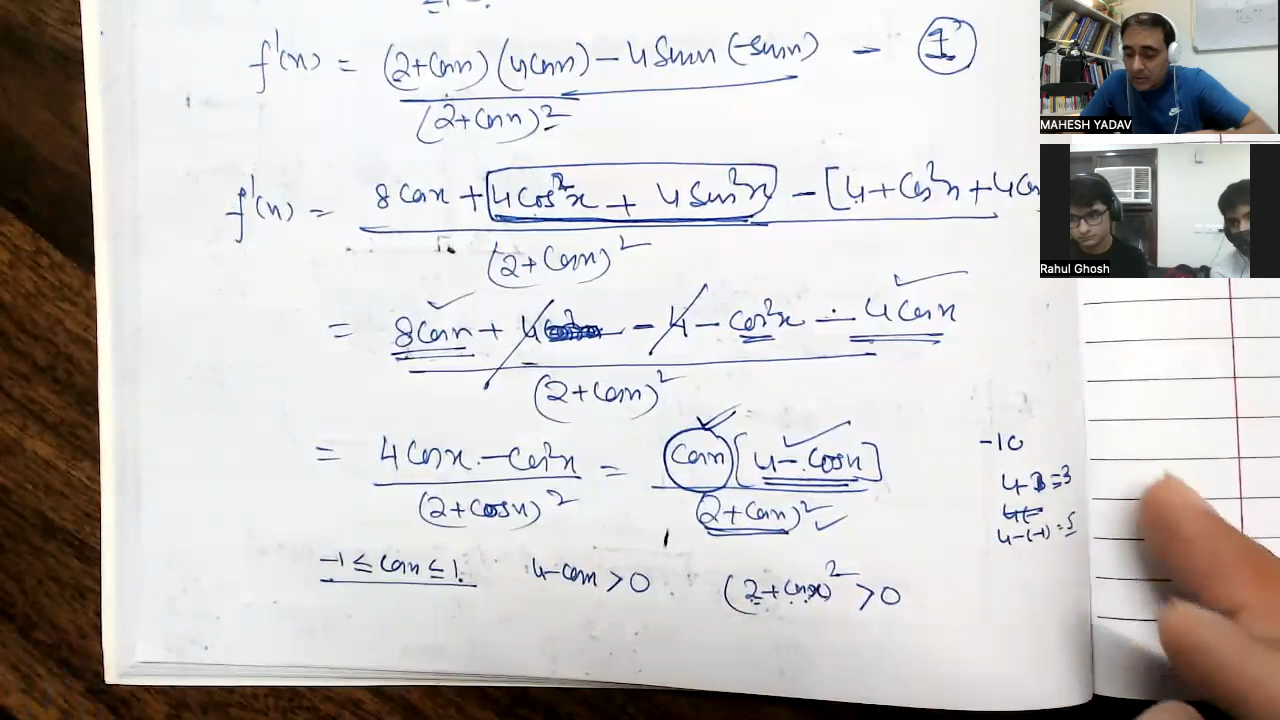 f'(x) = (2+Cosx)(4Cosx) - 4Sinx(-Sinx) - ①
(2+Cosx)²
MAHESH YADAV
f'(x) = 8Cosx + 4Cos²x + 4Sin²x - [4+Cos²x+4Co
(2+Cosx)²
Rahul Ghosh
= 8Cosx + 4 - 4 - Cos²x - 4Cosx
(2+Cosx)²
= 4Cosx - Cos²x = Cosx[4-Cosx]
(2+Cosx)² (2+Cosx)²
-10
4-1=3
4-(-1)=5
-1 ≤ Cosx ≤ 1. 4-Cosx > 0 (2+Cosx)² > 0